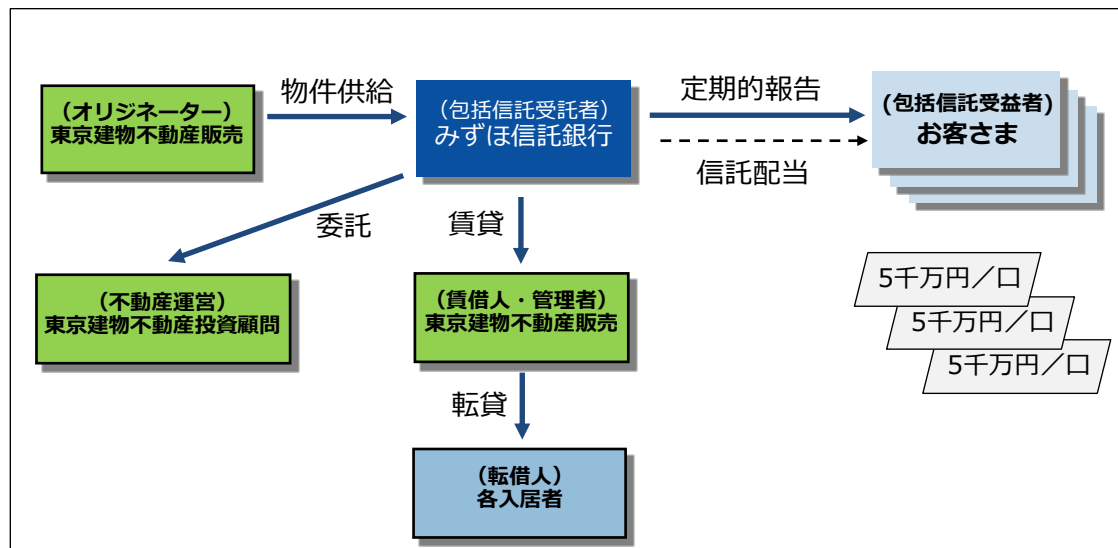 (オリジネーター)
東京建物不動産販売
物件供給
(包括信託受託者)
みずほ信託銀行
定期的報告
信託配当
(包括信託受益者)
お客さま
委託
賃貸
(不動産運営)
東京建物不動産投資顧問
(賃借人・管理者)
東京建物不動産販売
5千万円/口
5千万円/口
5千万円/口
転貸
(転借人)
各入居者